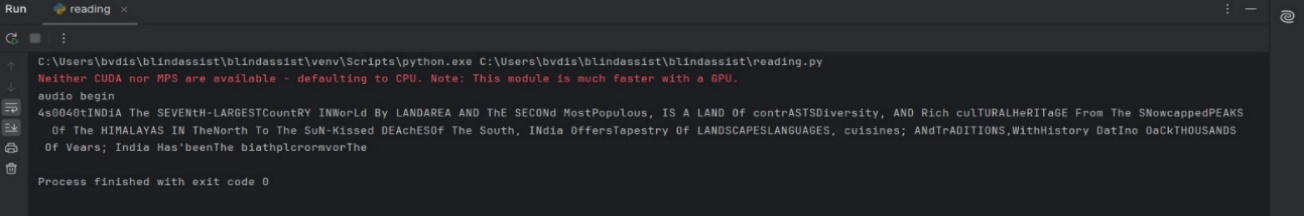 Run reading ×
C:\Users\bvdis\blindassist\blindassist\venv\Scripts\python.exe C:\Users\bvdis\blindassist\blindassist\reading.py
Neither CUDA nor MPS are available - defaulting to CPU. Note: This module is much faster with a GPU.
audio begin
4s0040tINDiA The SEVENtH-LARGESTCountRY INWorLd By LANDAREA AND ThE SECONd MostPopulous, IS A LAND Of contrASTSDiversity, AND Rich culTURALHeRITaGE From The SNowcappedPEAKS
Of The HIMALAYAS IN TheNorth To The SuN-Kissed DEAchESOf The South, INdia OffersTapestry Of LANDSCAPESLANGUAGES, cuisines; ANdTrADITIONS,WithHistory DatIno OaCkTHOUSANDS
Of Vears; India Has'beenThe biathplcrormvorThe
Process finished with exit code 0